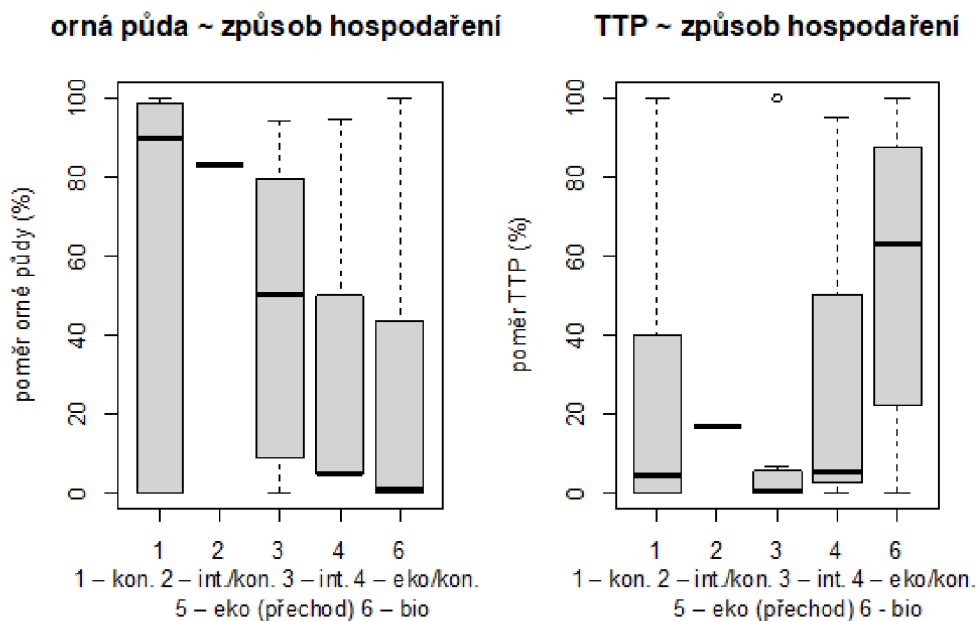 orná půda ~ způsob hospodaření
poměr orné půdy (%)
100
80
60
40
20
0
1 2 3 4 6
1 – kon. 2 – int./kon. 3 – int. 4 – eko/kon.
5 – eko (přechod) 6 – bio
TTP ~ způsob hospodaření
poměr TTP (%)
100
80
60
40
20
0
1 2 3 4 6
1 – kon. 2 – int./kon. 3 – int. 4 – eko/kon.
5 – eko (přechod) 6 - bio